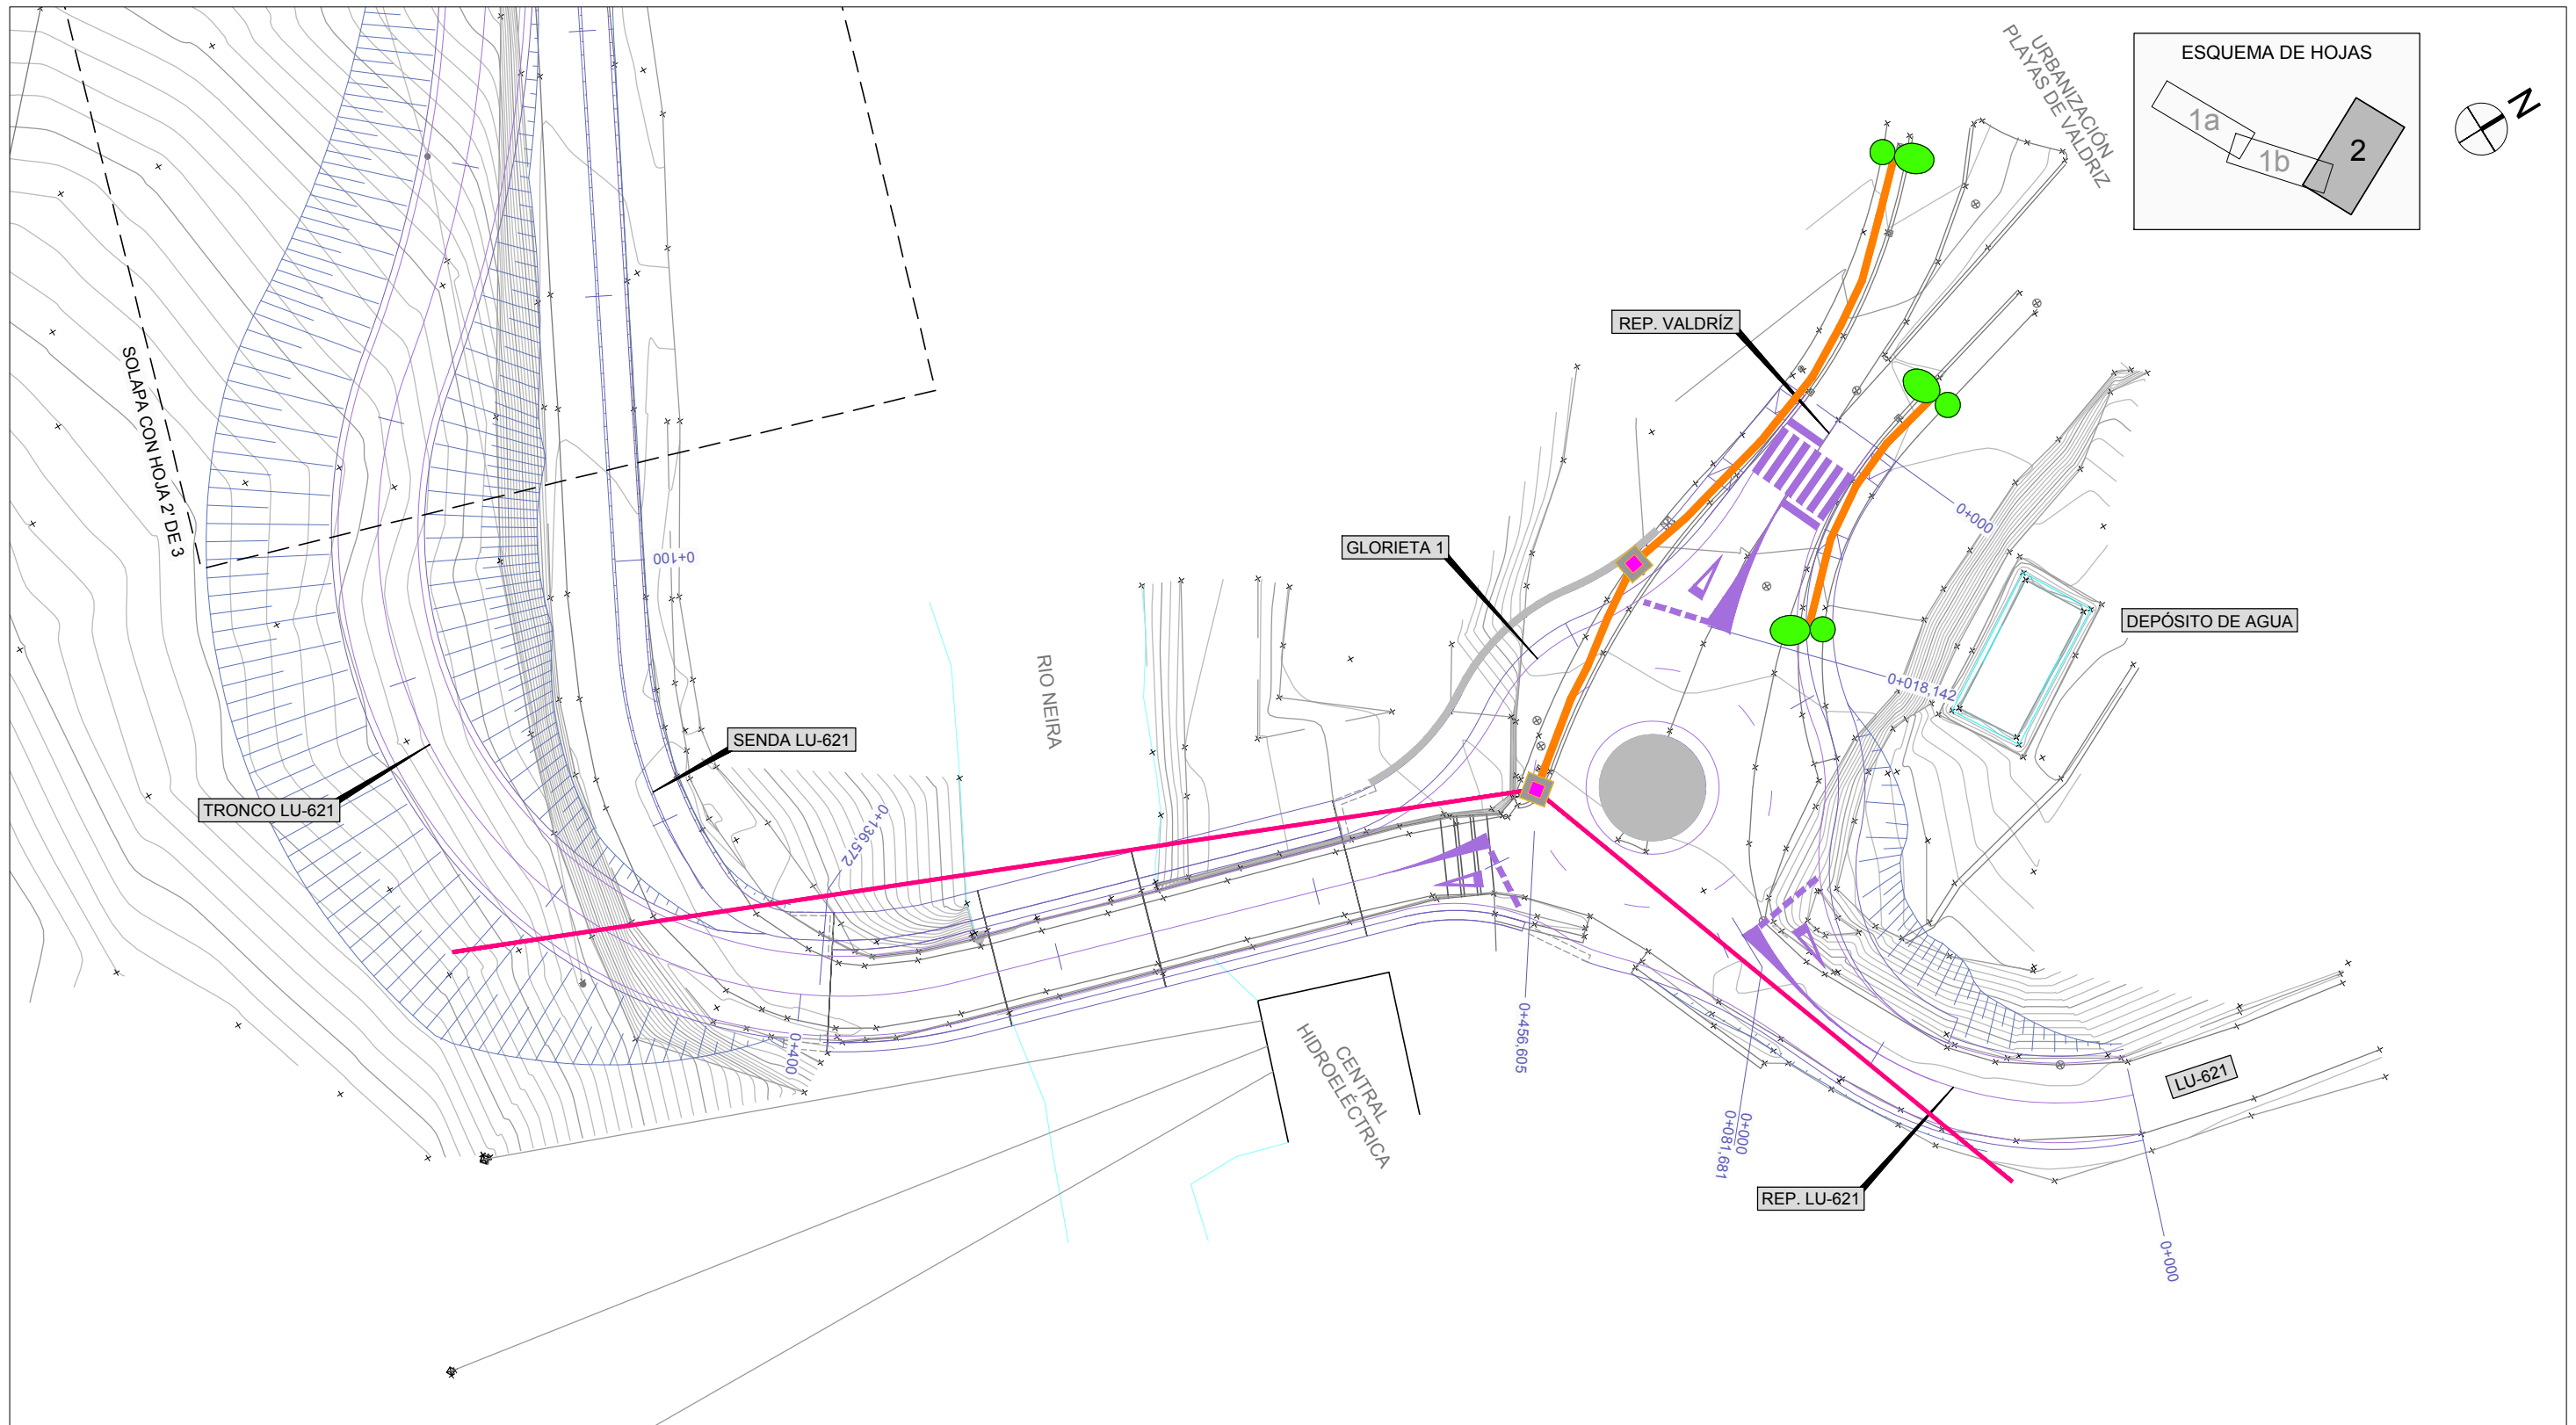 ESQUEMA DE HOJAS
1a
1b
2
N
URBANIZACIÓN
PLAYAS DE VALDRIZ
REP. VALDRÍZ
SOLAPA CON HOJA 2' DE 3
0+000
GLORIETA 1
0+100
DEPÓSITO DE AGUA
RIO NEIRA
0+018,142
SENDA LU-621
TRONCO LU-621
0+136,572
0+400
0+456,605
CENTRAL
HIDROELÉCTRICA
LU-621
0+000
0+081,681
REP. LU-621
0+000